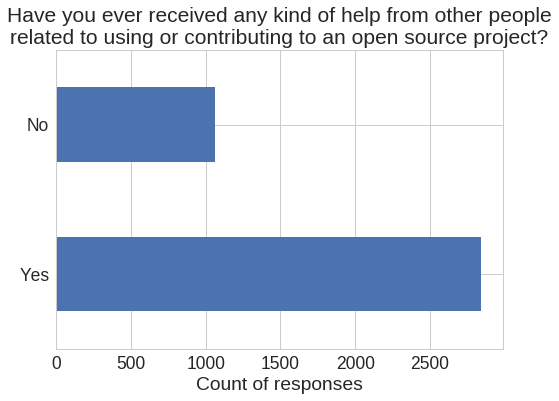 Have you ever received any kind of help from other people
related to using or contributing to an open source project?
No
Yes
0 500 1000 1500 2000 2500
Count of responses